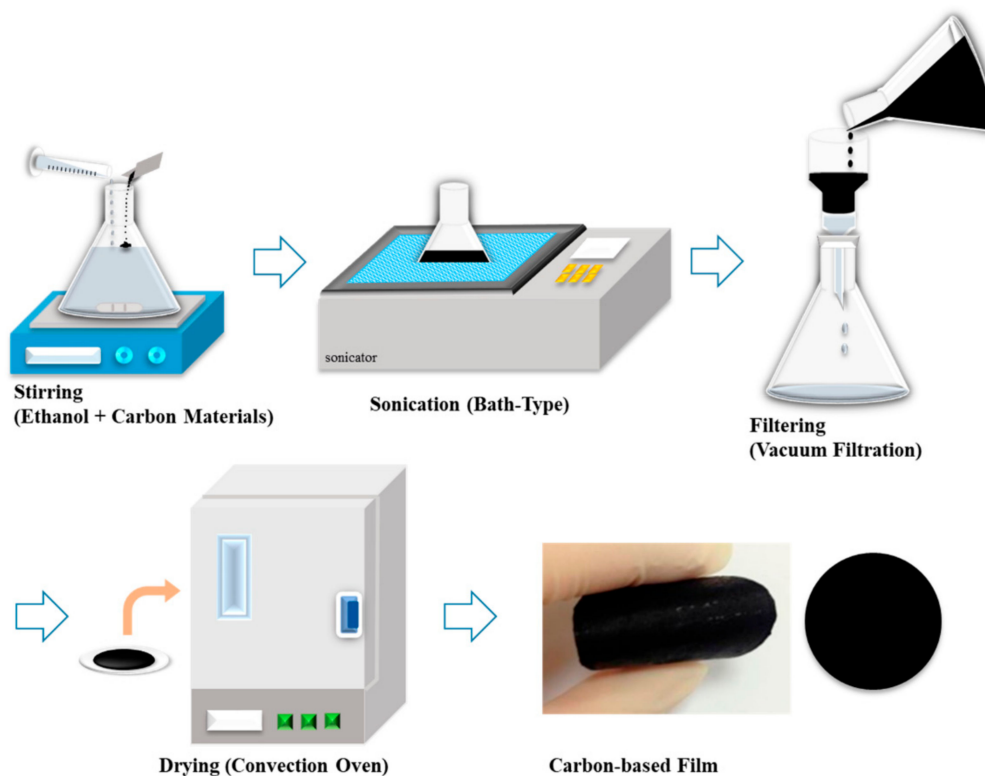 sonicator
Stirring
(Ethanol + Carbon Materials)
Sonication (Bath-Type)
Filtering
(Vacuum Filtration)
Drying (Convection Oven)
Carbon-based Film